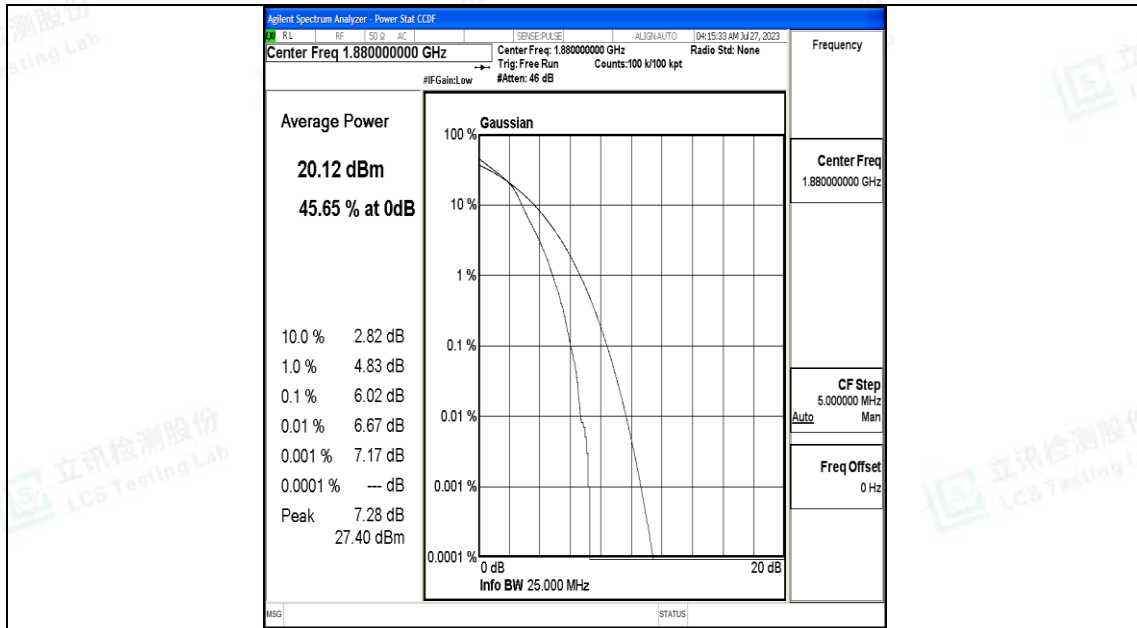 Agilent Spectrum Analyzer - Power Stat CCDF
RL RF 50 Ω AC SENSE:PULSE ALIGNAUTO 04:15:33 AM Jul 27, 2023
Center Freq 1.880000000 GHz
Center Freq: 1.880000000 GHz Radio Std: None
Trig: Free Run Counts:100 k/100 kpt
#IFGain:Low #Atten: 46 dB
Frequency
Average Power
20.12 dBm
45.65 % at 0dB
10.0 % 2.82 dB
1.0 % 4.83 dB
0.1 % 6.02 dB
0.01 % 6.67 dB
0.001 % 7.17 dB
0.0001 % --- dB
Peak 7.28 dB
27.40 dBm
Gaussian
100 %
10 %
1 %
0.1 %
0.01 %
0.001 %
0.0001 %
0 dB 20 dB
Info BW 25.000 MHz
Center Freq
1.880000000 GHz
CF Step
5.000000 MHz
Auto Man
Freq Offset
0 Hz
MSG STATUS
立讯检测股份
LCS Testing Lab
立讯检测股份